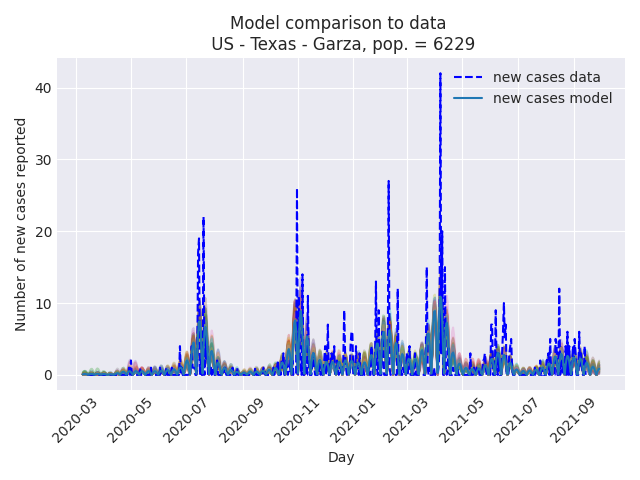 Model comparison to data
US - Texas - Garza, pop. = 6229
new cases data
new cases model
Number of new cases reported
40
30
20
10
0
2020-03
2020-05
2020-07
2020-09
2020-11
2021-01
2021-03
2021-05
2021-07
2021-09
Day